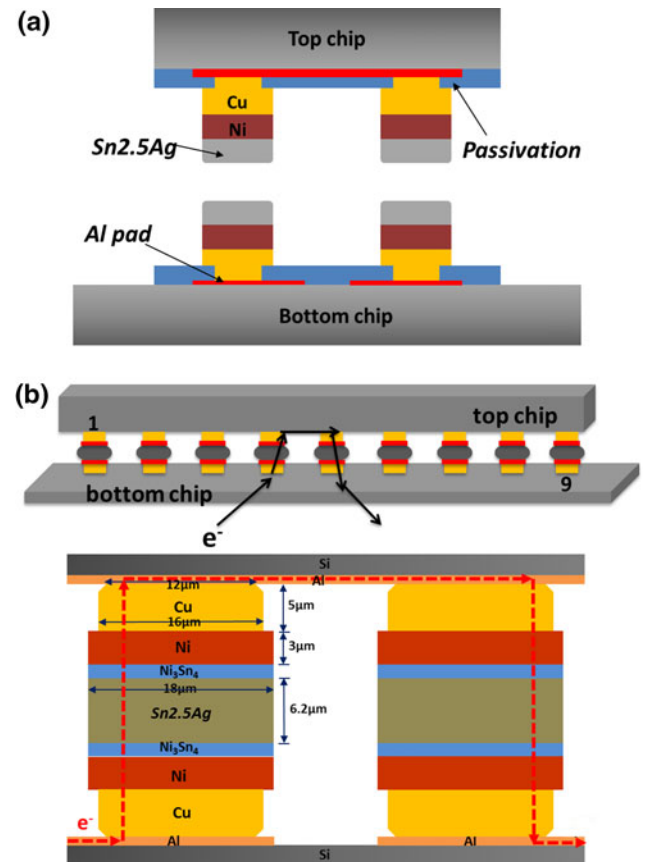 (a)
Top chip
Cu
Ni
Sn2.5Ag
Passivation
Al pad
Bottom chip
(b)
1
top chip
bottom chip
9
e-
Si
Al
12μm
Cu
5μm
16μm
Ni
3μm
Ni3Sn4
18μm
Sn2.5Ag
6.2μm
Ni3Sn4
Ni
Cu
e-
Al
Al
Si